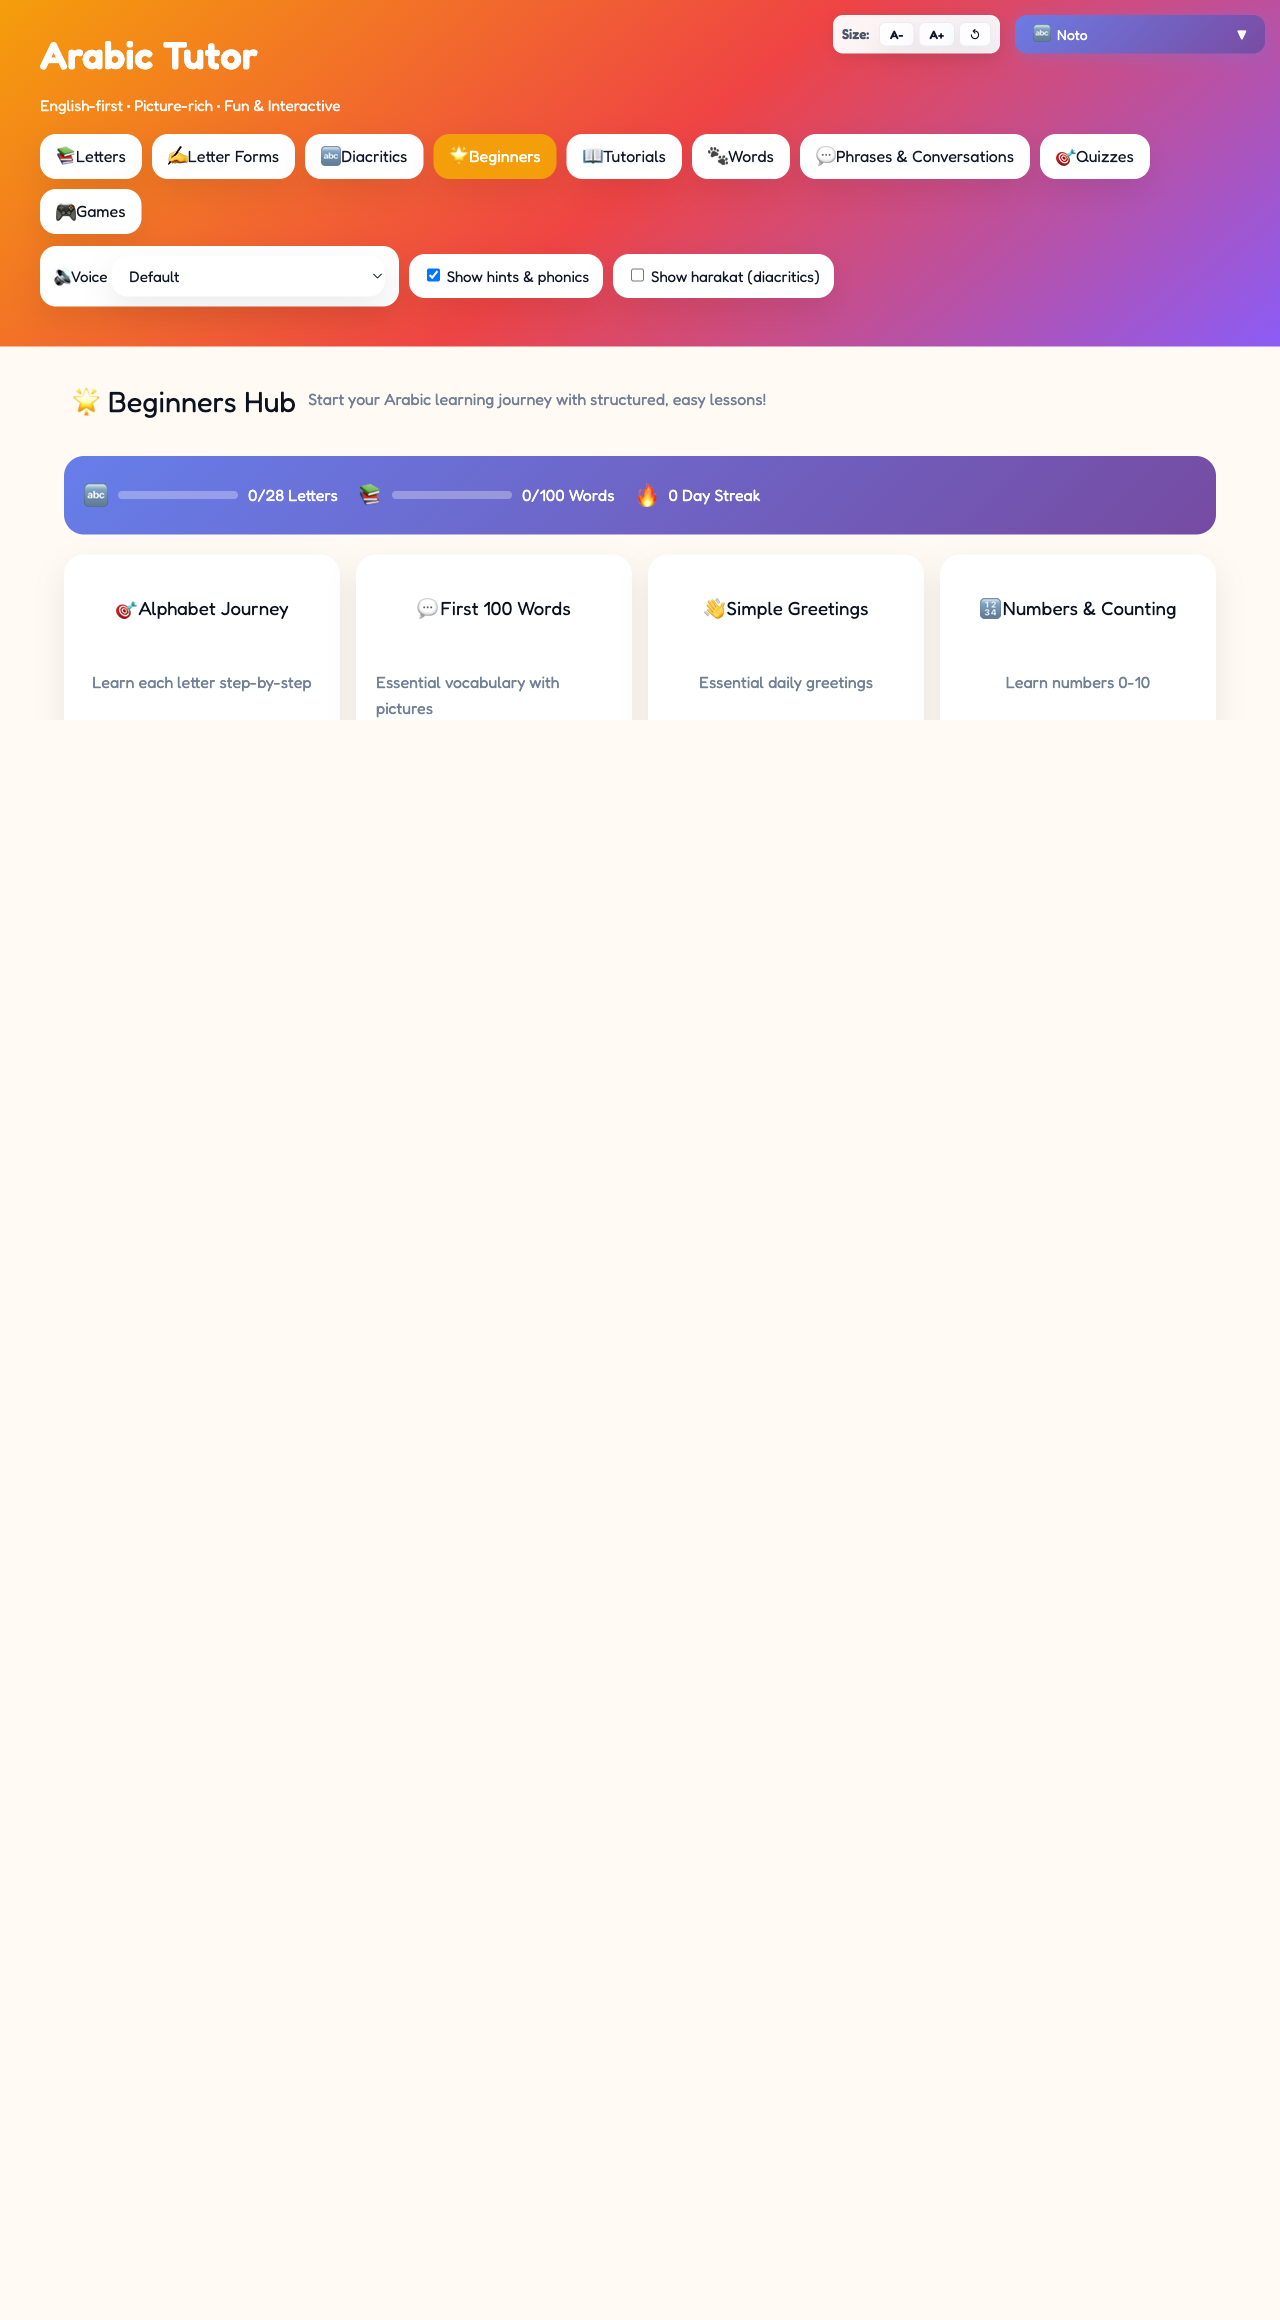 Arabic Tutor
Size: A- A+ ↺
🔤 Noto ▼
English-first · Picture-rich · Fun & Interactive
📚Letters ✍️Letter Forms 🔤Diacritics 🌟Beginners 📖Tutorials 🐾Words 💬Phrases & Conversations 🎯Quizzes
🎮Games
🔊Voice Default Show hints & phonics Show harakat (diacritics)
🌟 Beginners Hub Start your Arabic learning journey with structured, easy lessons!
🔤 0/28 Letters 📚 0/100 Words 🔥 0 Day Streak
🎯Alphabet Journey
Learn each letter step-by-step
💬First 100 Words
Essential vocabulary with
pictures
👋Simple Greetings
Essential daily greetings
🔢Numbers & Counting
Learn numbers 0-10